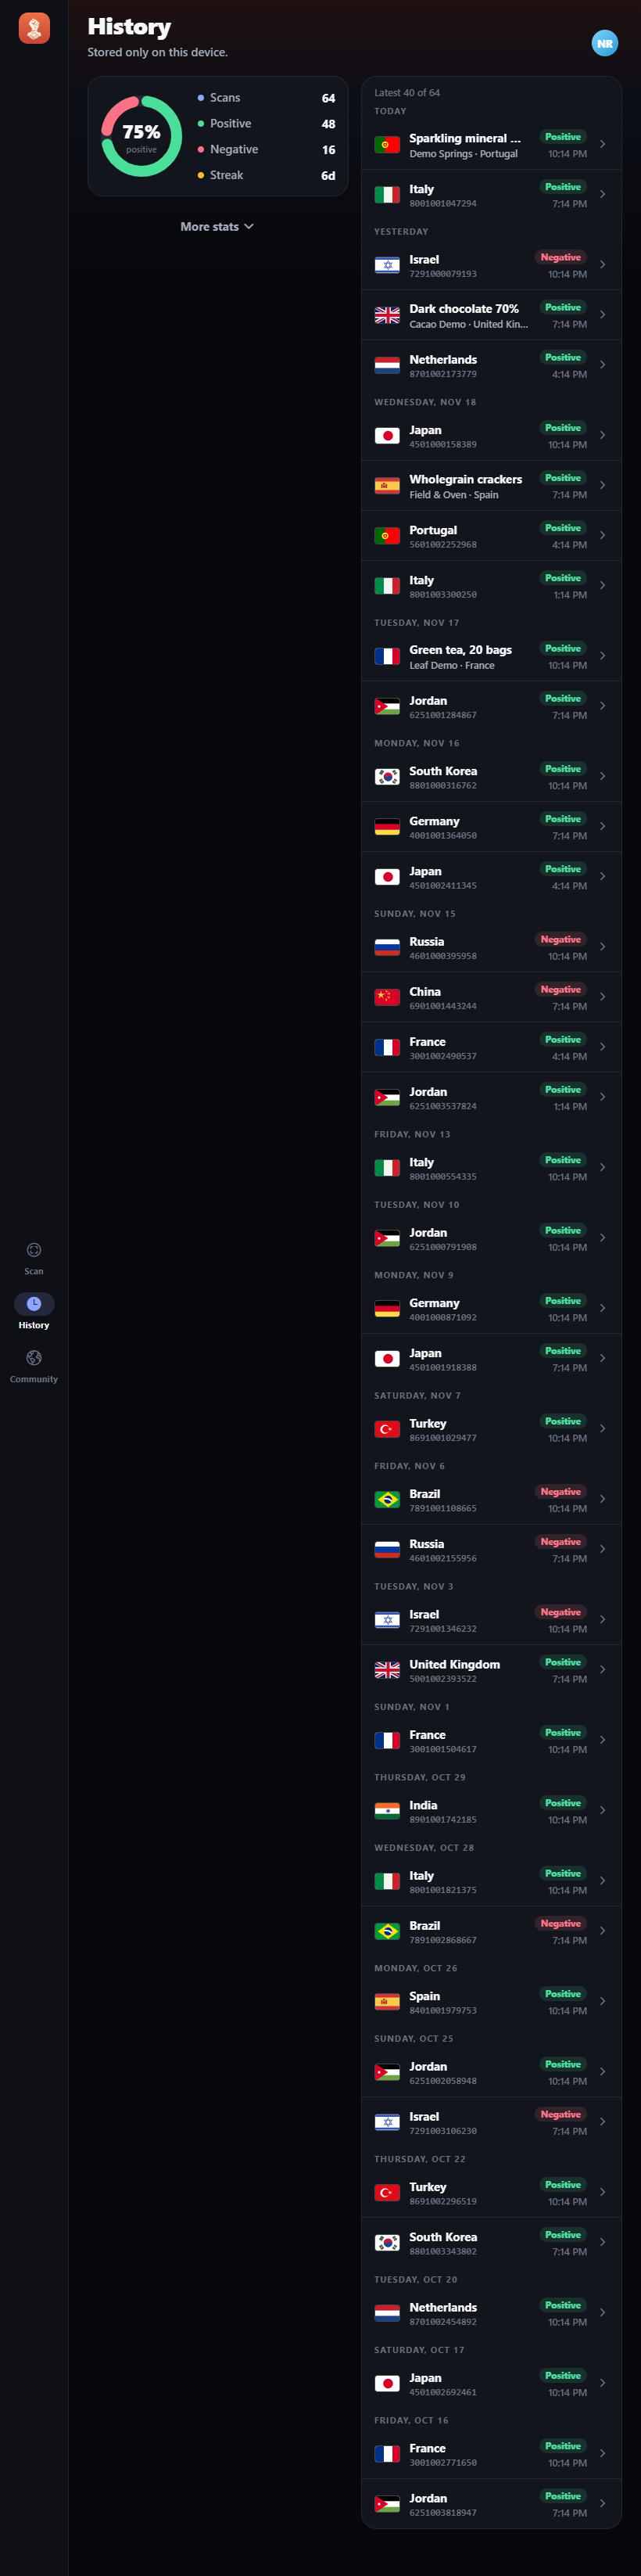 History
Stored only on this device.
NR
75%
positive
Scans 64
Positive 48
Negative 16
Streak 6d
More stats
Latest 40 of 64
TODAY
Sparkling mineral ... Positive
Demo Springs · Portugal 10:14 PM
Italy Positive
8001001047294 7:14 PM
YESTERDAY
Israel Negative
7291000079193 10:14 PM
Dark chocolate 70% Positive
Cacao Demo · United Kin... 7:14 PM
Netherlands Positive
8701002173779 4:14 PM
WEDNESDAY, NOV 18
Japan Positive
4501000158389 10:14 PM
Wholegrain crackers Positive
Field & Oven · Spain 7:14 PM
Portugal Positive
5601002252968 4:14 PM
Italy Positive
8001003300250 1:14 PM
TUESDAY, NOV 17
Green tea, 20 bags Positive
Leaf Demo · France 10:14 PM
Jordan Positive
6251001284867 7:14 PM
MONDAY, NOV 16
South Korea Positive
8801000316762 10:14 PM
Germany Positive
4001001364050 7:14 PM
Japan Positive
4501002411345 4:14 PM
SUNDAY, NOV 15
Russia Negative
4601000395958 10:14 PM
China Negative
6901001443244 7:14 PM
France Positive
3001002490537 4:14 PM
Jordan Positive
6251003537824 1:14 PM
FRIDAY, NOV 13
Italy Positive
8001000554335 10:14 PM
TUESDAY, NOV 10
Jordan Positive
6251000791908 10:14 PM
MONDAY, NOV 9
Germany Positive
4001000871092 10:14 PM
Japan Positive
4501001918388 7:14 PM
SATURDAY, NOV 7
Turkey Positive
8691001029477 10:14 PM
FRIDAY, NOV 6
Brazil Negative
7891001108665 10:14 PM
Russia Negative
4601002155956 7:14 PM
TUESDAY, NOV 3
Israel Negative
7291001346232 10:14 PM
United Kingdom Positive
5001002393522 7:14 PM
SUNDAY, NOV 1
France Positive
3001001504617 10:14 PM
THURSDAY, OCT 29
India Positive
8901001742185 10:14 PM
WEDNESDAY, OCT 28
Italy Positive
8001001821375 10:14 PM
Brazil Negative
7891002868667 7:14 PM
MONDAY, OCT 26
Spain Positive
8401001979753 10:14 PM
SUNDAY, OCT 25
Jordan Positive
6251002058948 10:14 PM
Israel Negative
7291003106230 7:14 PM
THURSDAY, OCT 22
Turkey Positive
8691002296519 10:14 PM
South Korea Positive
8801003343802 7:14 PM
TUESDAY, OCT 20
Netherlands Positive
8701002454892 10:14 PM
SATURDAY, OCT 17
Japan Positive
4501002692461 10:14 PM
FRIDAY, OCT 16
France Positive
3001002771650 10:14 PM
Jordan Positive
6251003818947 7:14 PM
Scan
History
Community